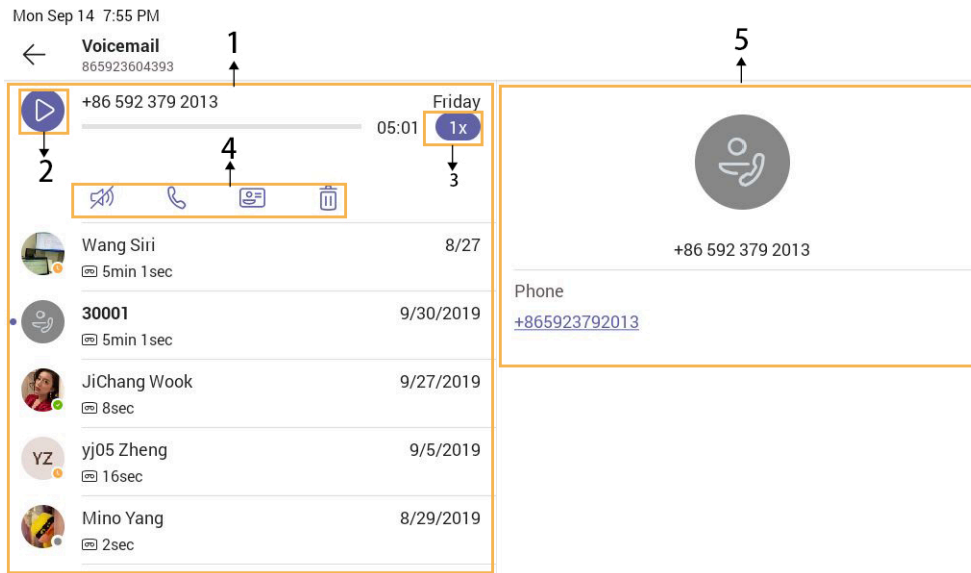 Mon Sep 14 7:55 PM
Voicemail
865923604393
1
5
+86 592 379 2013
Friday
05:01
1x
2
4
3
Wang Siri
8/27
5min 1sec
30001
9/30/2019
5min 1sec
JiChang Wook
9/27/2019
8sec
YZ
yj05 Zheng
9/5/2019
16sec
Mino Yang
8/29/2019
2sec
+86 592 379 2013
Phone
+865923792013